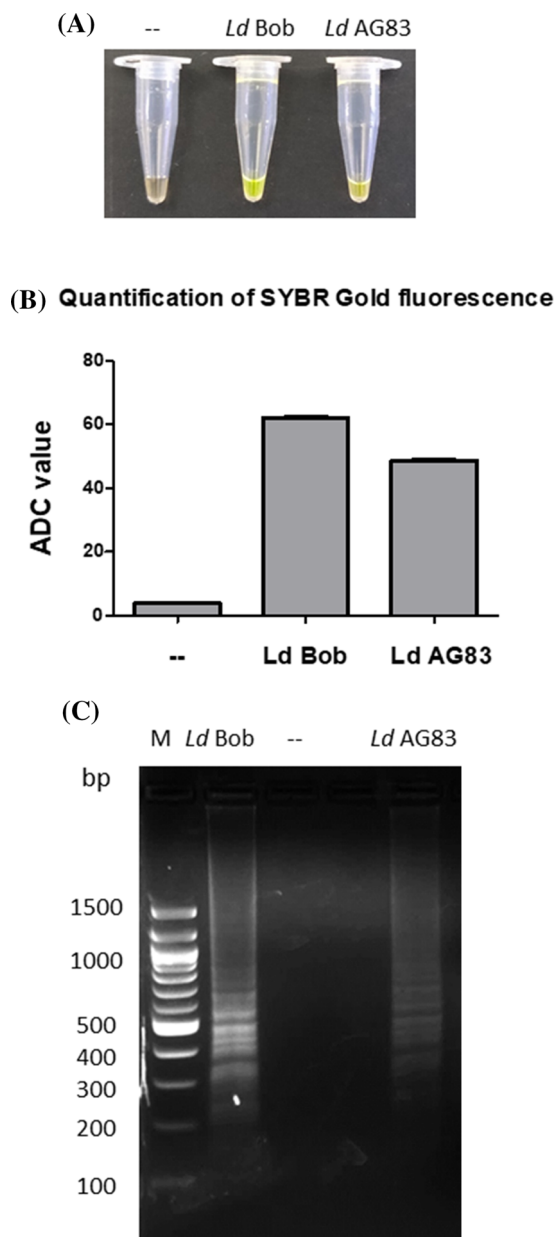 (A)
-- Ld Bob Ld AG83
(B) Quantification of SYBR Gold fluorescence
80
60
40
20
0
ADC value
-- Ld Bob Ld AG83
(C)
M Ld Bob -- Ld AG83
bp
1500
1000
500
400
300
200
100